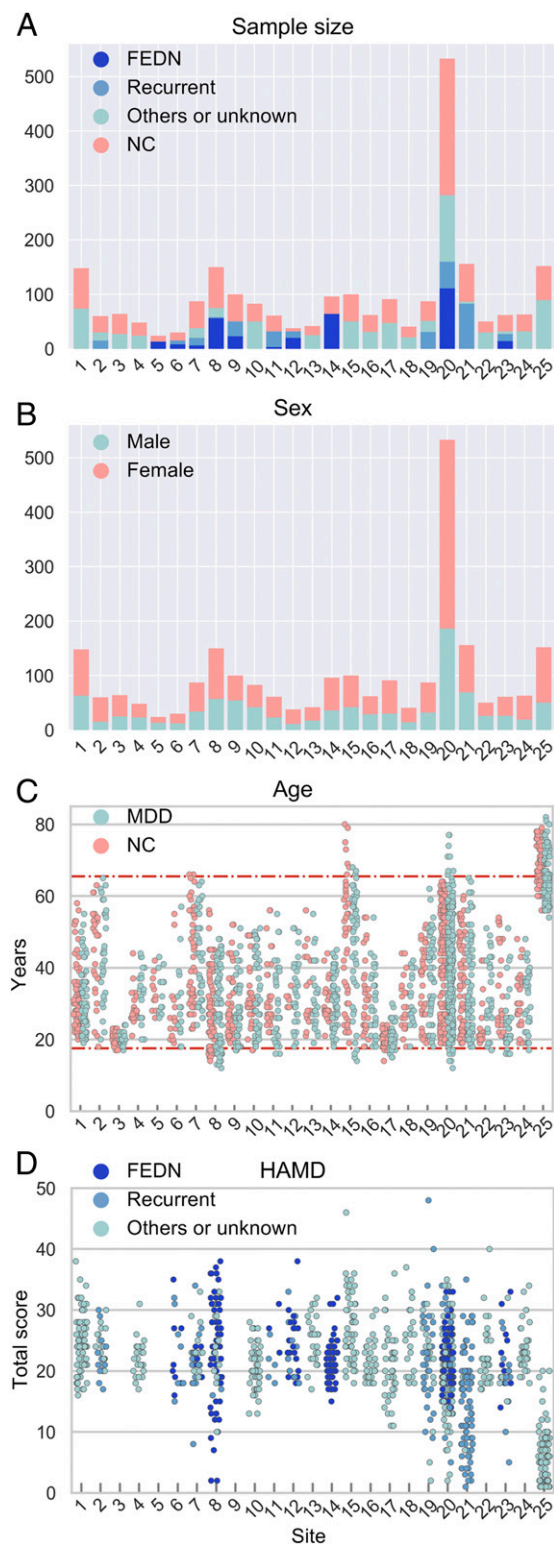 A
Sample size
FEDN
Recurrent
Others or unknown
NC
500
400
300
200
100
0
1 2 3 4 5 6 7 8 9 10 11 12 13 14 15 16 17 18 19 20 21 22 23 24 25
B
Sex
Male
Female
500
400
300
200
100
0
1 2 3 4 5 6 7 8 9 10 11 12 13 14 15 16 17 18 19 20 21 22 23 24 25
C
Age
MDD
NC
Years
80
60
40
20
0
1 2 3 4 5 6 7 8 9 10 11 12 13 14 15 16 17 18 19 20 21 22 23 24 25
D
HAMD
FEDN
Recurrent
Others or unknown
Total score
50
40
30
20
10
0
1 2 3 4 5 6 7 8 9 10 11 12 13 14 15 16 17 18 19 20 21 22 23 24 25
Site